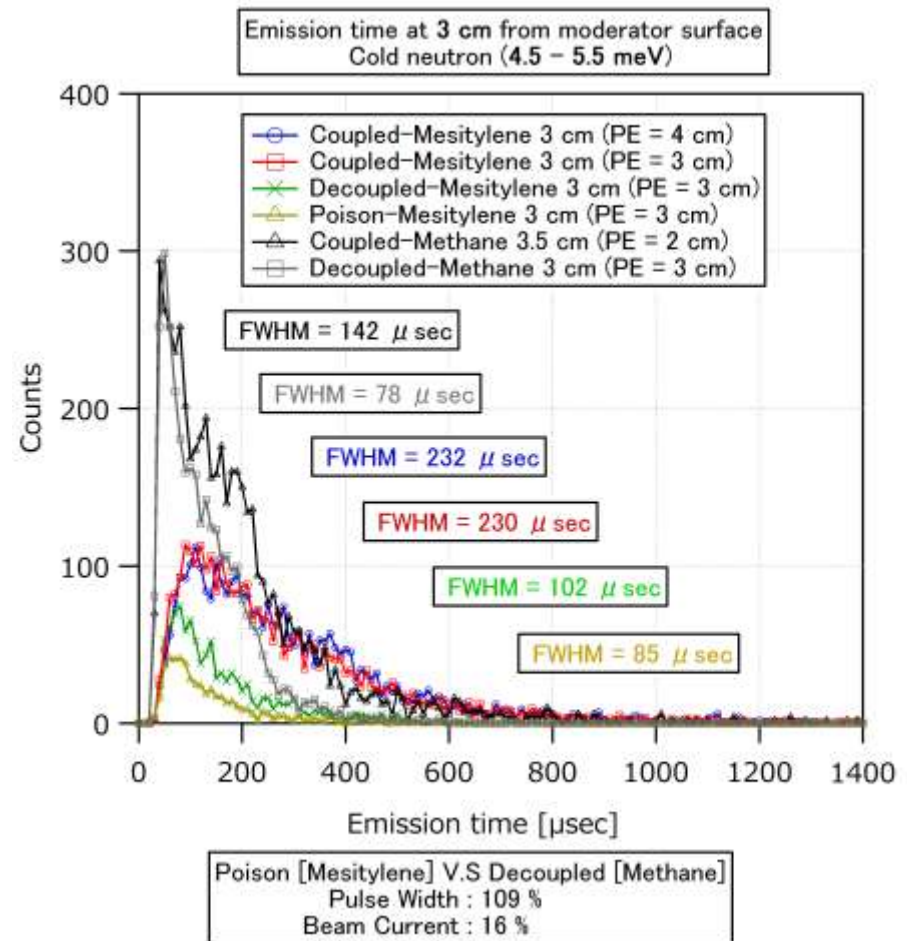 Emission time at 3 cm from moderator surface
Cold neutron (4.5 - 5.5 meV)
400
300
200
100
0
Counts
Coupled-Mesitylene 3 cm (PE = 4 cm)
Coupled-Mesitylene 3 cm (PE = 3 cm)
Decoupled-Mesitylene 3 cm (PE = 3 cm)
Poison-Mesitylene 3 cm (PE = 3 cm)
Coupled-Methane 3.5 cm (PE = 2 cm)
Decoupled-Methane 3 cm (PE = 3 cm)
FWHM = 142 μ sec
FWHM = 78 μ sec
FWHM = 232 μ sec
FWHM = 230 μ sec
FWHM = 102 μ sec
FWHM = 85 μ sec
0 200 400 600 800 1000 1200 1400
Emission time [μsec]
Poison [Mesitylene] V.S Decoupled [Methane]
Pulse Width : 109 %
Beam Current : 16 %